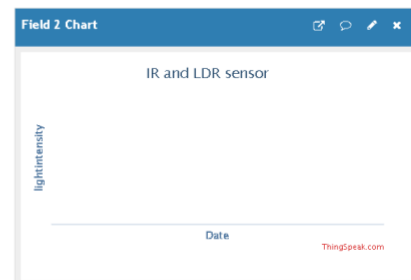 Field 2 Chart
IR and LDR sensor
lightintensity
Date
ThingSpeak.com